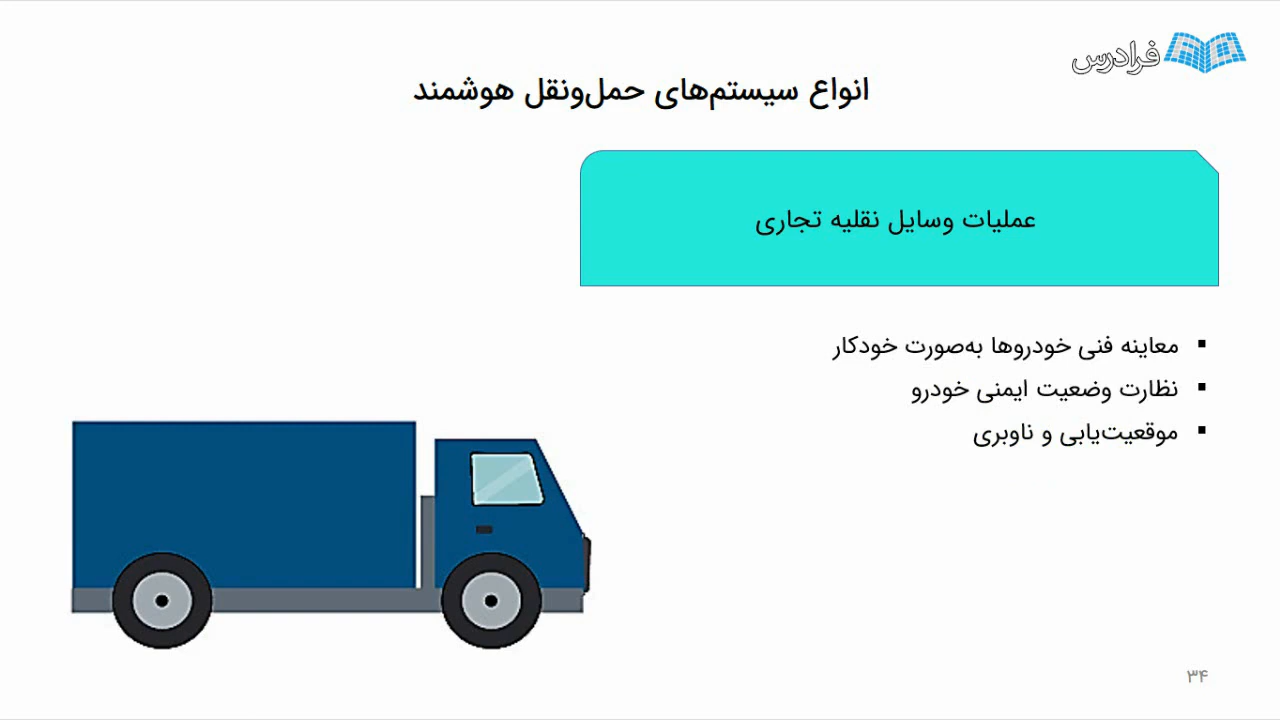 فرادرس
انواع سیستم‌های حمل‌ونقل هوشمند
عملیات وسایل نقلیه تجاری
▪ معاینه فنی خودروها به‌صورت خودکار
▪ نظارت وضعیت ایمنی خودرو
▪ موقعیت‌یابی و ناوبری
۳۴